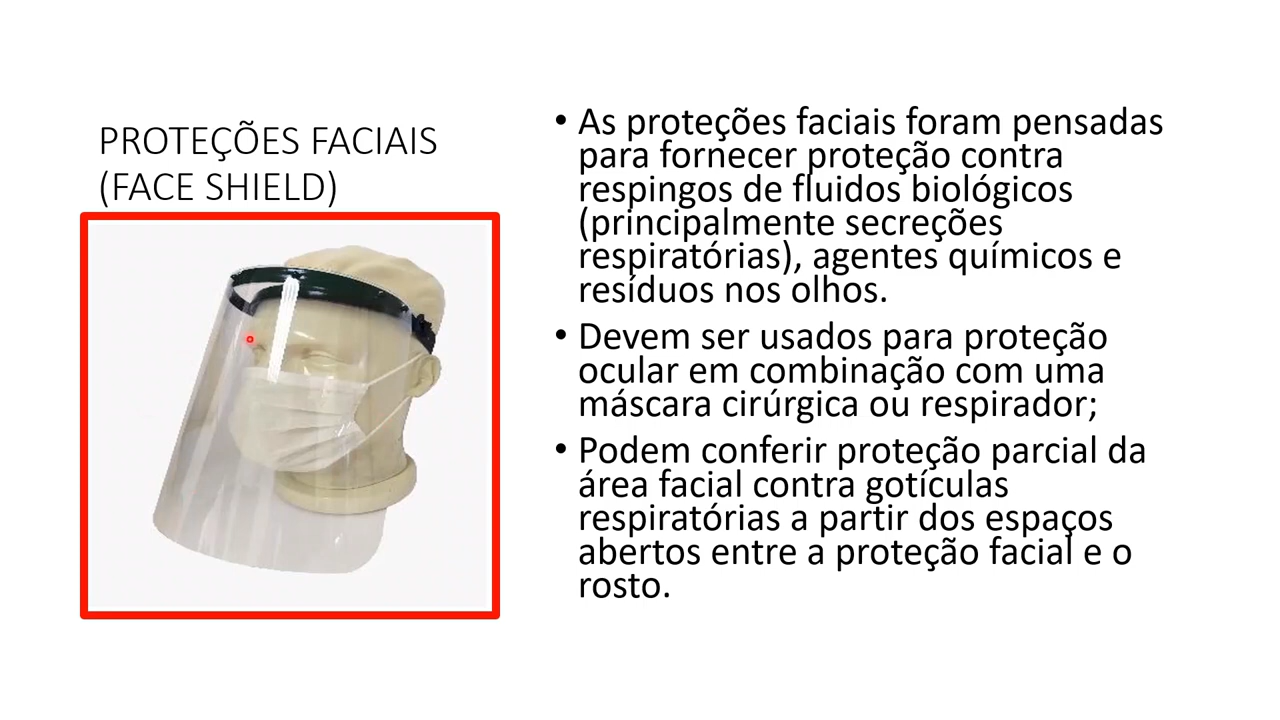 PROTEÇÕES FACIAIS
(FACE SHIELD)
• As proteções faciais foram pensadas
para fornecer proteção contra
respingos de fluidos biológicos
(principalmente secreções
respiratórias), agentes químicos e
resíduos nos olhos.
• Devem ser usados para proteção
ocular em combinação com uma
máscara cirúrgica ou respirador;
• Podem conferir proteção parcial da
área facial contra gotículas
respiratórias a partir dos espaços
abertos entre a proteção facial e o
rosto.